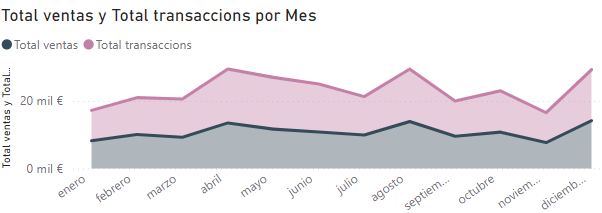 Total ventas y Total transaccions por Mes
Total ventas Total transaccions
Total ventas y Total...
20 mil €
0 mil €
enero febrero marzo abril mayo junio julio agosto septiem... octubre noviem... diciemb...